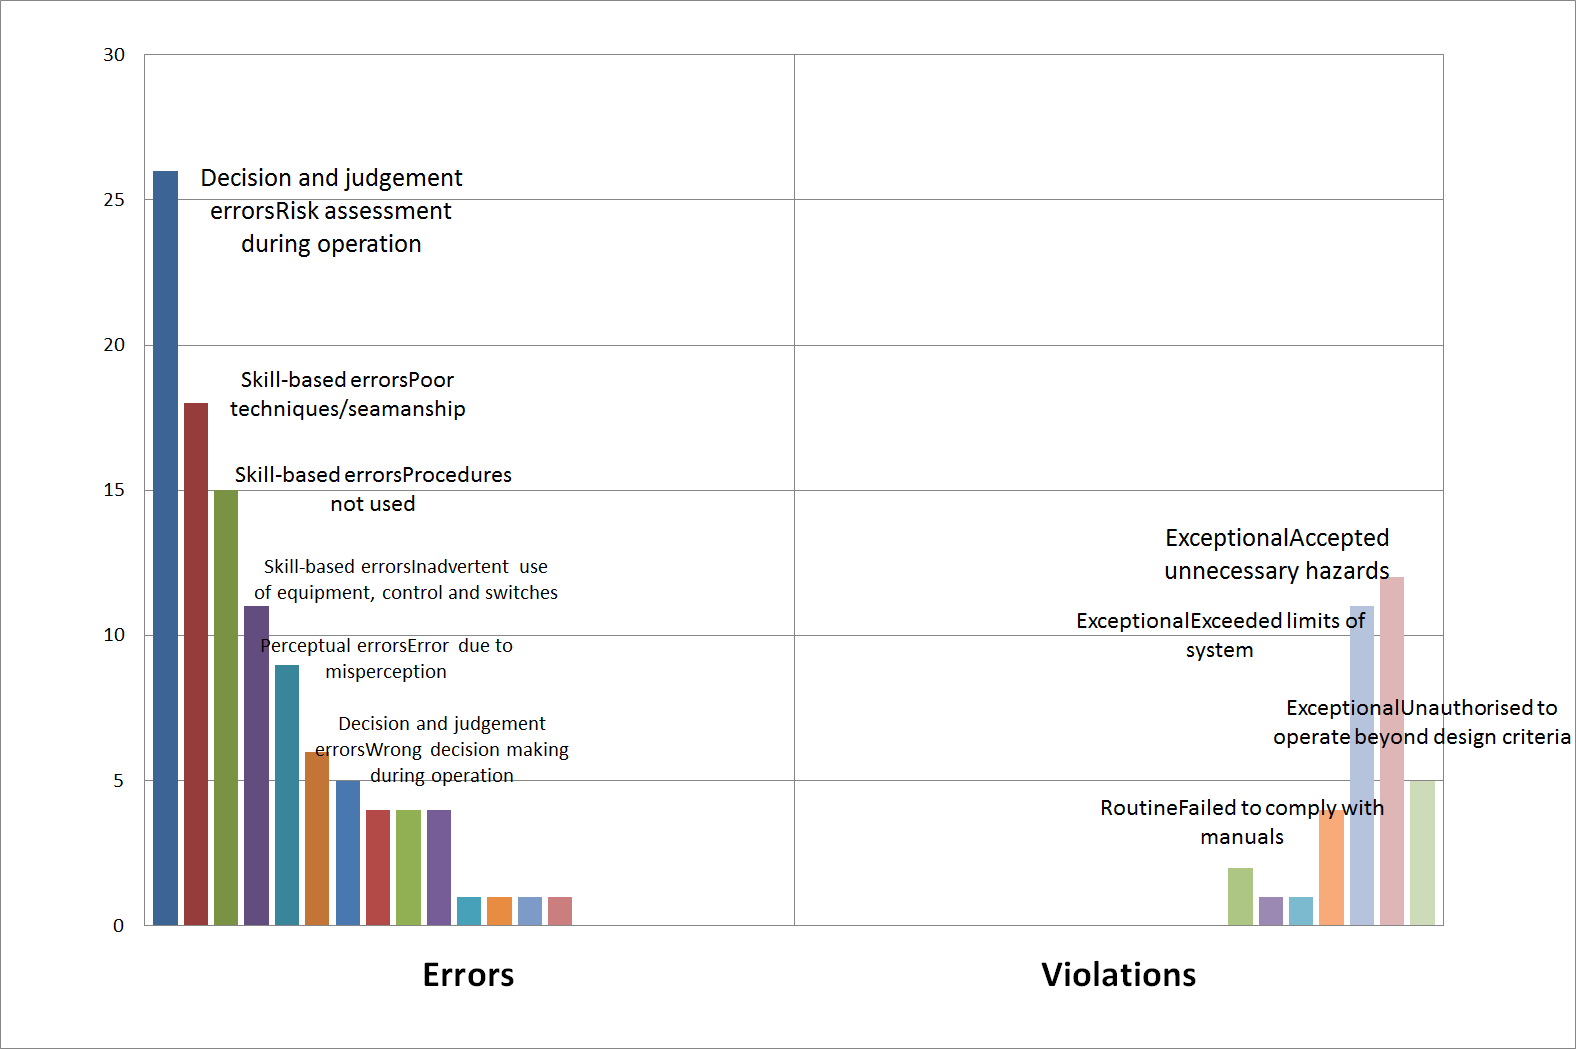 30
25
20
15
10
5
0
Decision and judgement
errorsRisk assessment
during operation
Skill-based errorsPoor
techniques/seamanship
Skill-based errorsProcedures
not used
Skill-based errorsInadvertent use
of equipment, control and switches
Perceptual errorsError due to
misperception
Decision and judgement
errorsWrong decision making
during operation
ExceptionalAccepted
unnecessary hazards
ExceptionalExceeded limits of
system
ExceptionalUnauthorised to
operate beyond design criteria
RoutineFailed to comply with
manuals
Errors
Violations